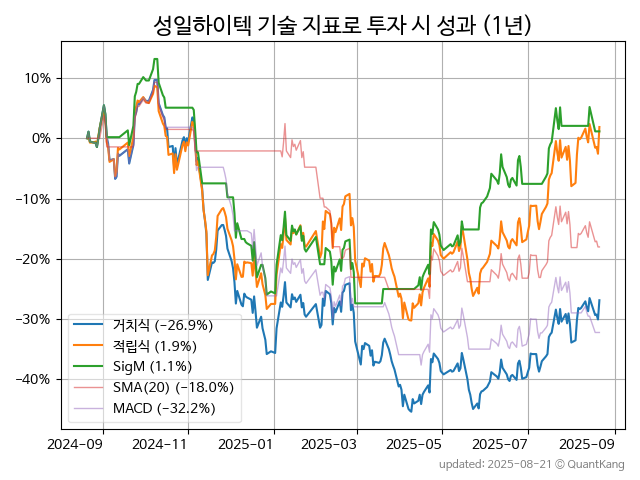 성일하이텍 기술 지표로 투자 시 성과 (1년)
10%
0%
−10%
−20%
−30%
−40%
거치식 (−26.9%)
적립식 (1.9%)
SigM (1.1%)
SMA(20) (−18.0%)
MACD (−32.2%)
2024−09 2024−11 2025−01 2025−03 2025−05 2025−07 2025−09
updated: 2025−08−21 © QuantKang